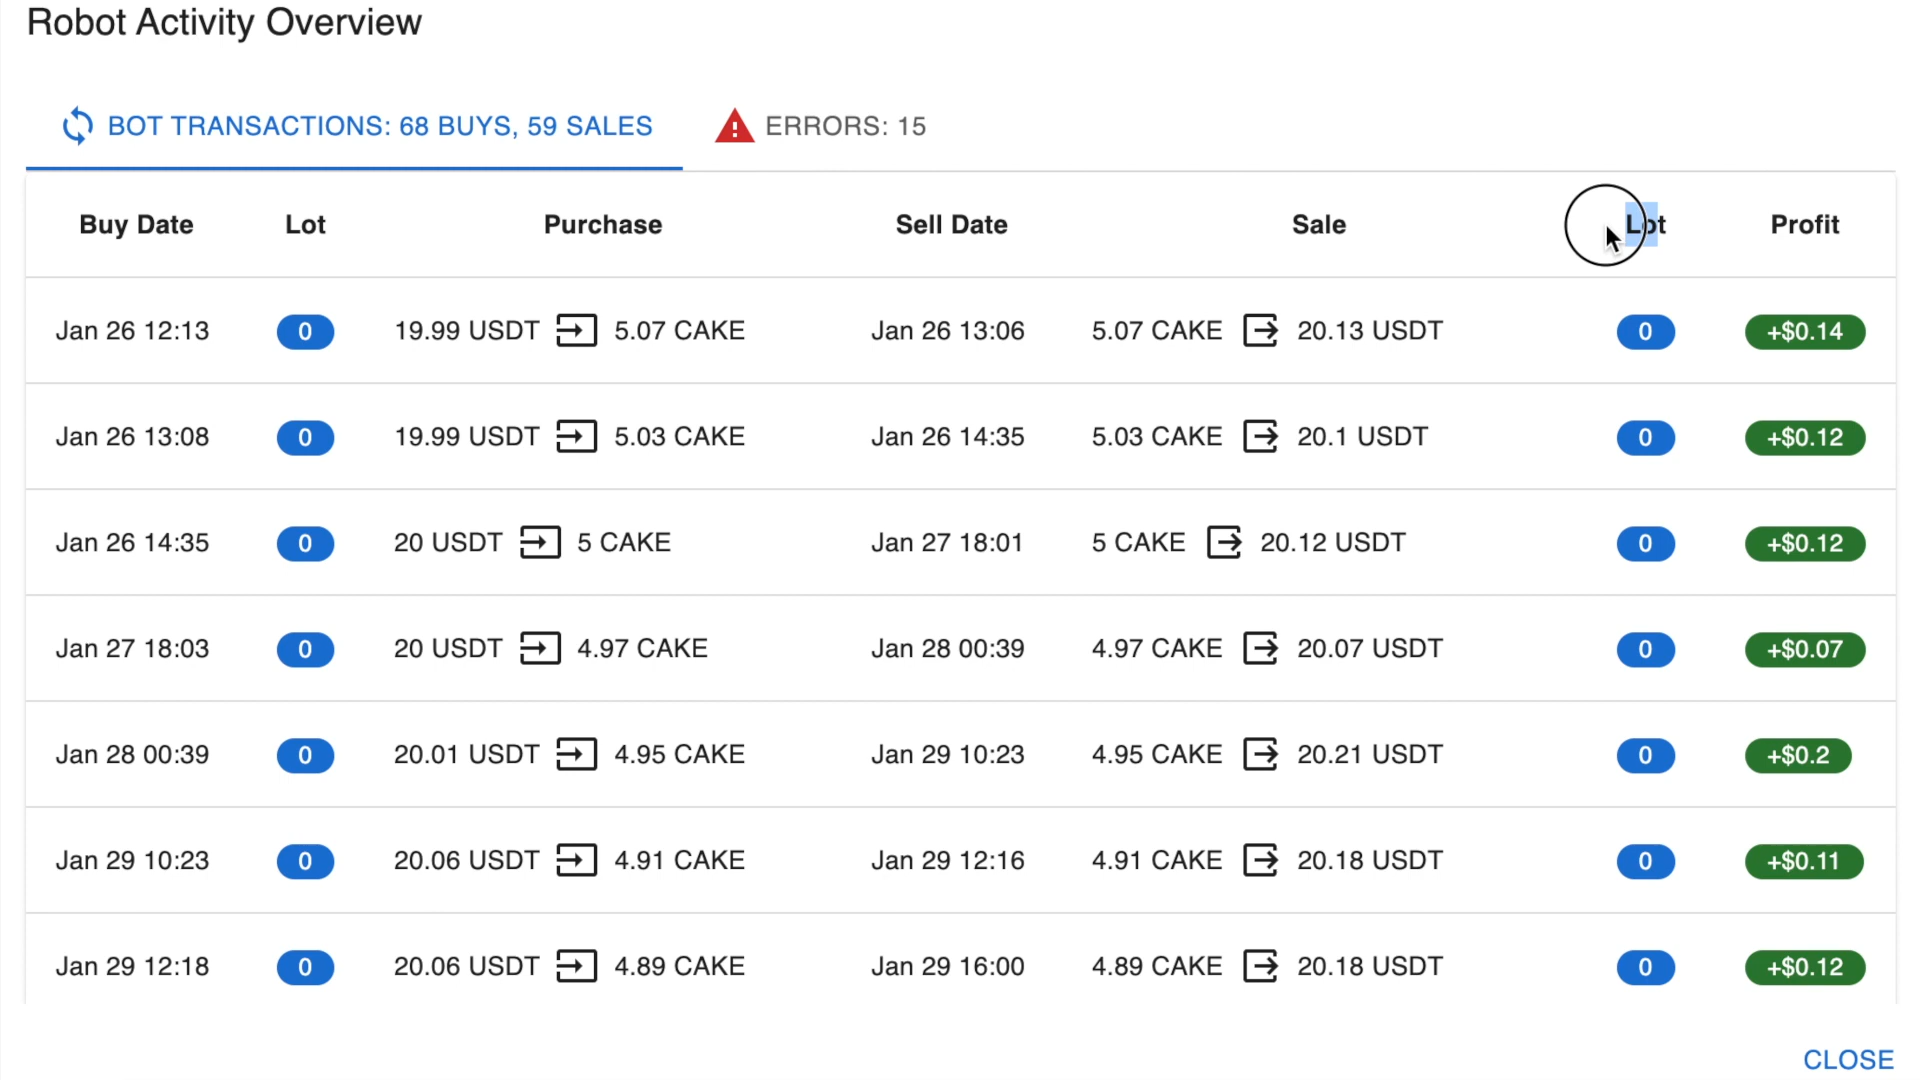 Robot Activity Overview
BOT TRANSACTIONS: 68 BUYS, 59 SALES ERRORS: 15
Buy Date Lot Purchase Sell Date Sale Lot Profit
Jan 26 12:13 0 19.99 USDT 5.07 CAKE Jan 26 13:06 5.07 CAKE 20.13 USDT 0 +$0.14
Jan 26 13:08 0 19.99 USDT 5.03 CAKE Jan 26 14:35 5.03 CAKE 20.1 USDT 0 +$0.12
Jan 26 14:35 0 20 USDT 5 CAKE Jan 27 18:01 5 CAKE 20.12 USDT 0 +$0.12
Jan 27 18:03 0 20 USDT 4.97 CAKE Jan 28 00:39 4.97 CAKE 20.07 USDT 0 +$0.07
Jan 28 00:39 0 20.01 USDT 4.95 CAKE Jan 29 10:23 4.95 CAKE 20.21 USDT 0 +$0.2
Jan 29 10:23 0 20.06 USDT 4.91 CAKE Jan 29 12:16 4.91 CAKE 20.18 USDT 0 +$0.11
Jan 29 12:18 0 20.06 USDT 4.89 CAKE Jan 29 16:00 4.89 CAKE 20.18 USDT 0 +$0.12
CLOSE